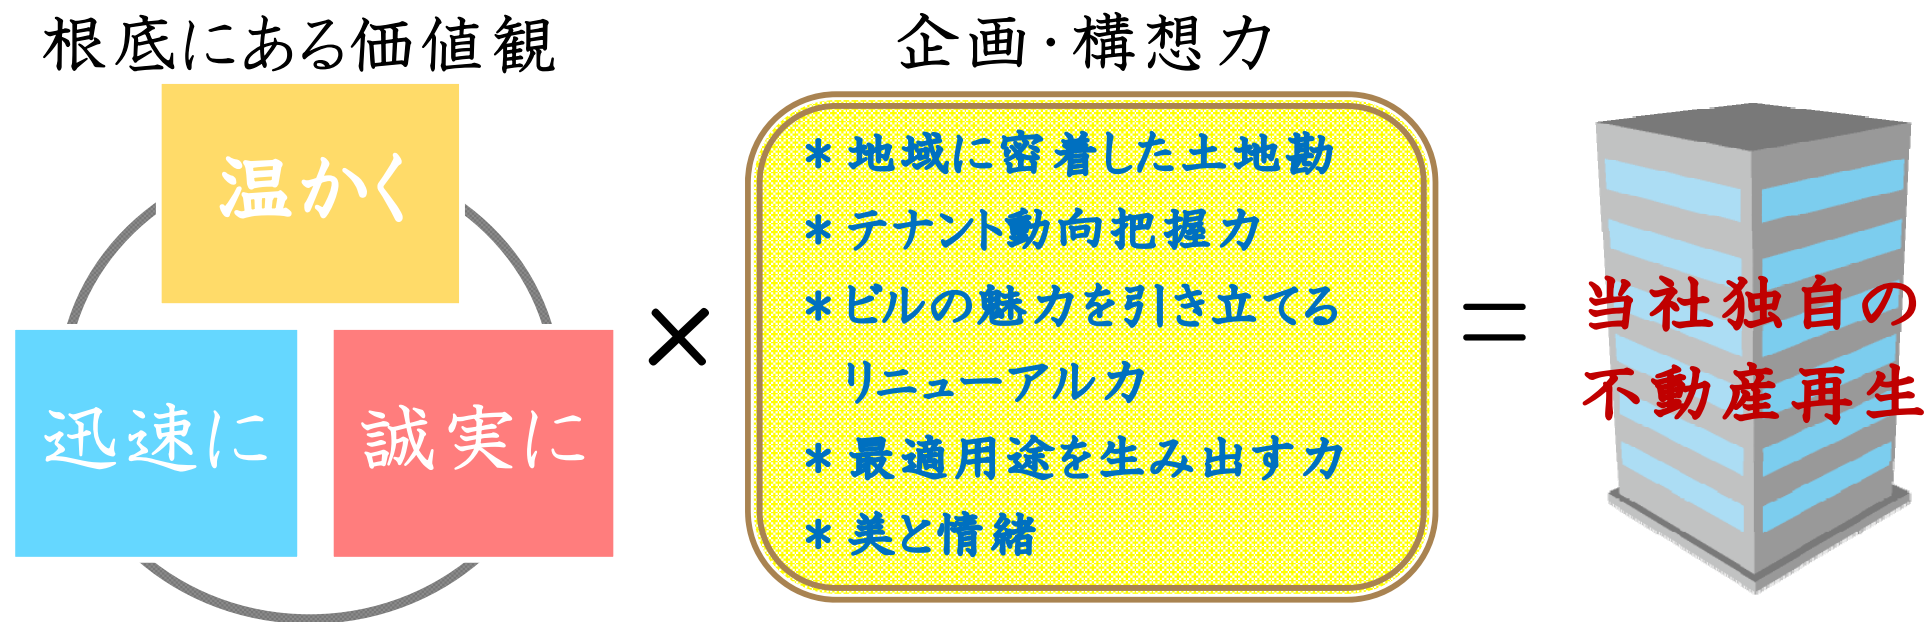 根底にある価値観
温かく
迅速に
誠実に
×
企画・構想力
*地域に密着した土地勘
*テナント動向把握力
*ビルの魅力を引き立てる
リニューアル力
*最適用途を生み出す力
*美と情緒
=
当社独自の
不動産再生